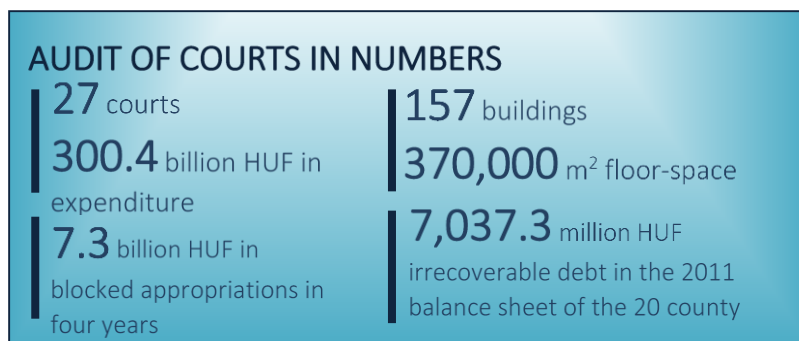 AUDIT OF COURTS IN NUMBERS
27 courts
300.4 billion HUF in
expenditure
7.3 billion HUF in
blocked appropriations in
four years
157 buildings
370,000 m² floor-space
7,037.3 million HUF
irrecoverable debt in the 2011
balance sheet of the 20 county